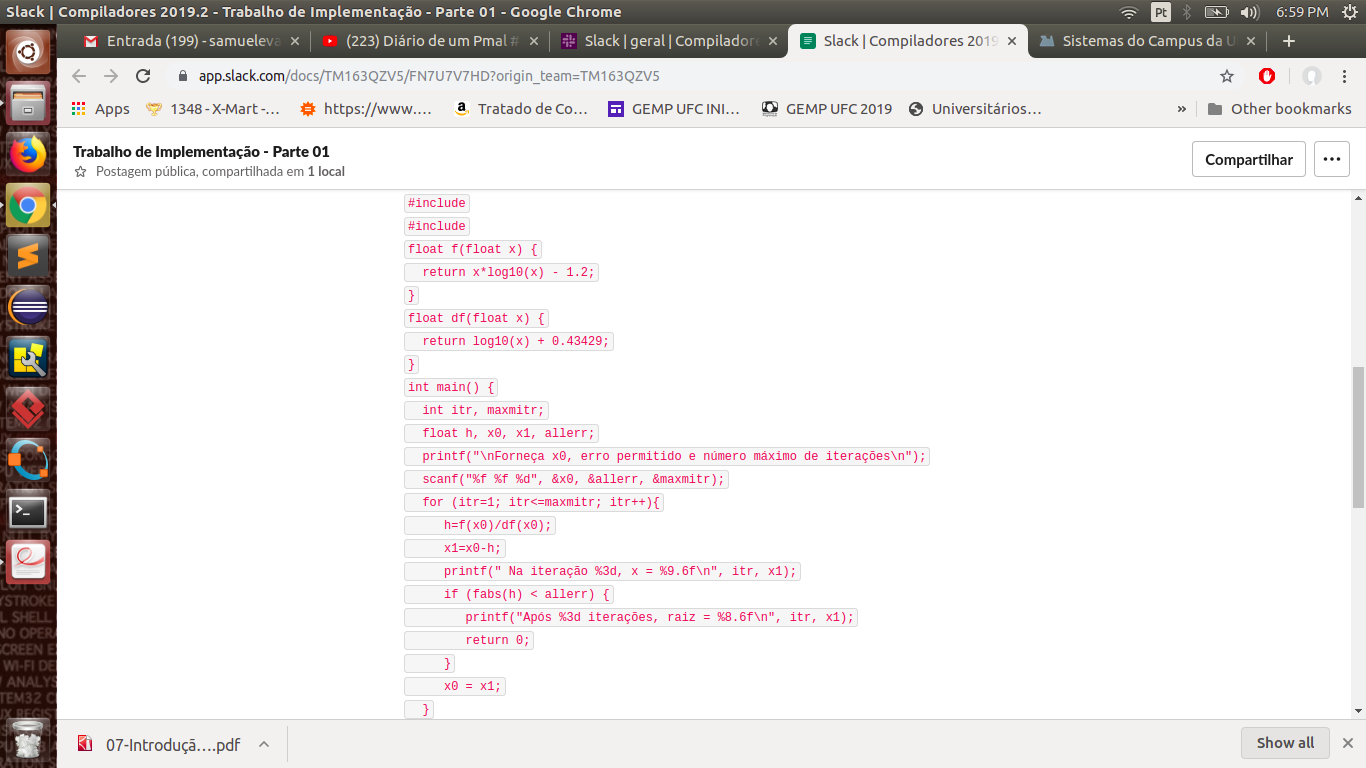 Slack | Compiladores 2019.2 - Trabalho de Implementação - Parte 01 - Google Chrome
Pt
6:59 PM
Entrada (199) - samueleva
(223) Diário de um Pmal #
Slack | geral | Compiladore
Slack | Compiladores 2019
Sistemas do Campus da U
app.slack.com/docs/TM163QZV5/FN7U7V7HD?origin_team=TM163QZV5
Apps
1348 - X-Mart -...
https://www....
Tratado de Co...
GEMP UFC INI...
GEMP UFC 2019
Universitários...
»
Other bookmarks
Trabalho de Implementação - Parte 01
Postagem pública, compartilhada em 1 local
Compartilhar
#include
#include
float f(float x) {
  return x*log10(x) - 1.2;
}
float df(float x) {
  return log10(x) + 0.43429;
}
int main() {
  int itr, maxmitr;
  float h, x0, x1, allerr;
  printf("\nForneça x0, erro permitido e número máximo de iterações\n");
  scanf("%f %f %d", &x0, &allerr, &maxmitr);
  for (itr=1; itr<=maxmitr; itr++){
     h=f(x0)/df(x0);
     x1=x0-h;
     printf(" Na iteração %3d, x = %9.6f\n", itr, x1);
     if (fabs(h) < allerr) {
        printf("Após %3d iterações, raiz = %8.6f\n", itr, x1);
        return 0;
     }
     x0 = x1;
  }
07-Introduçã....pdf
Show all